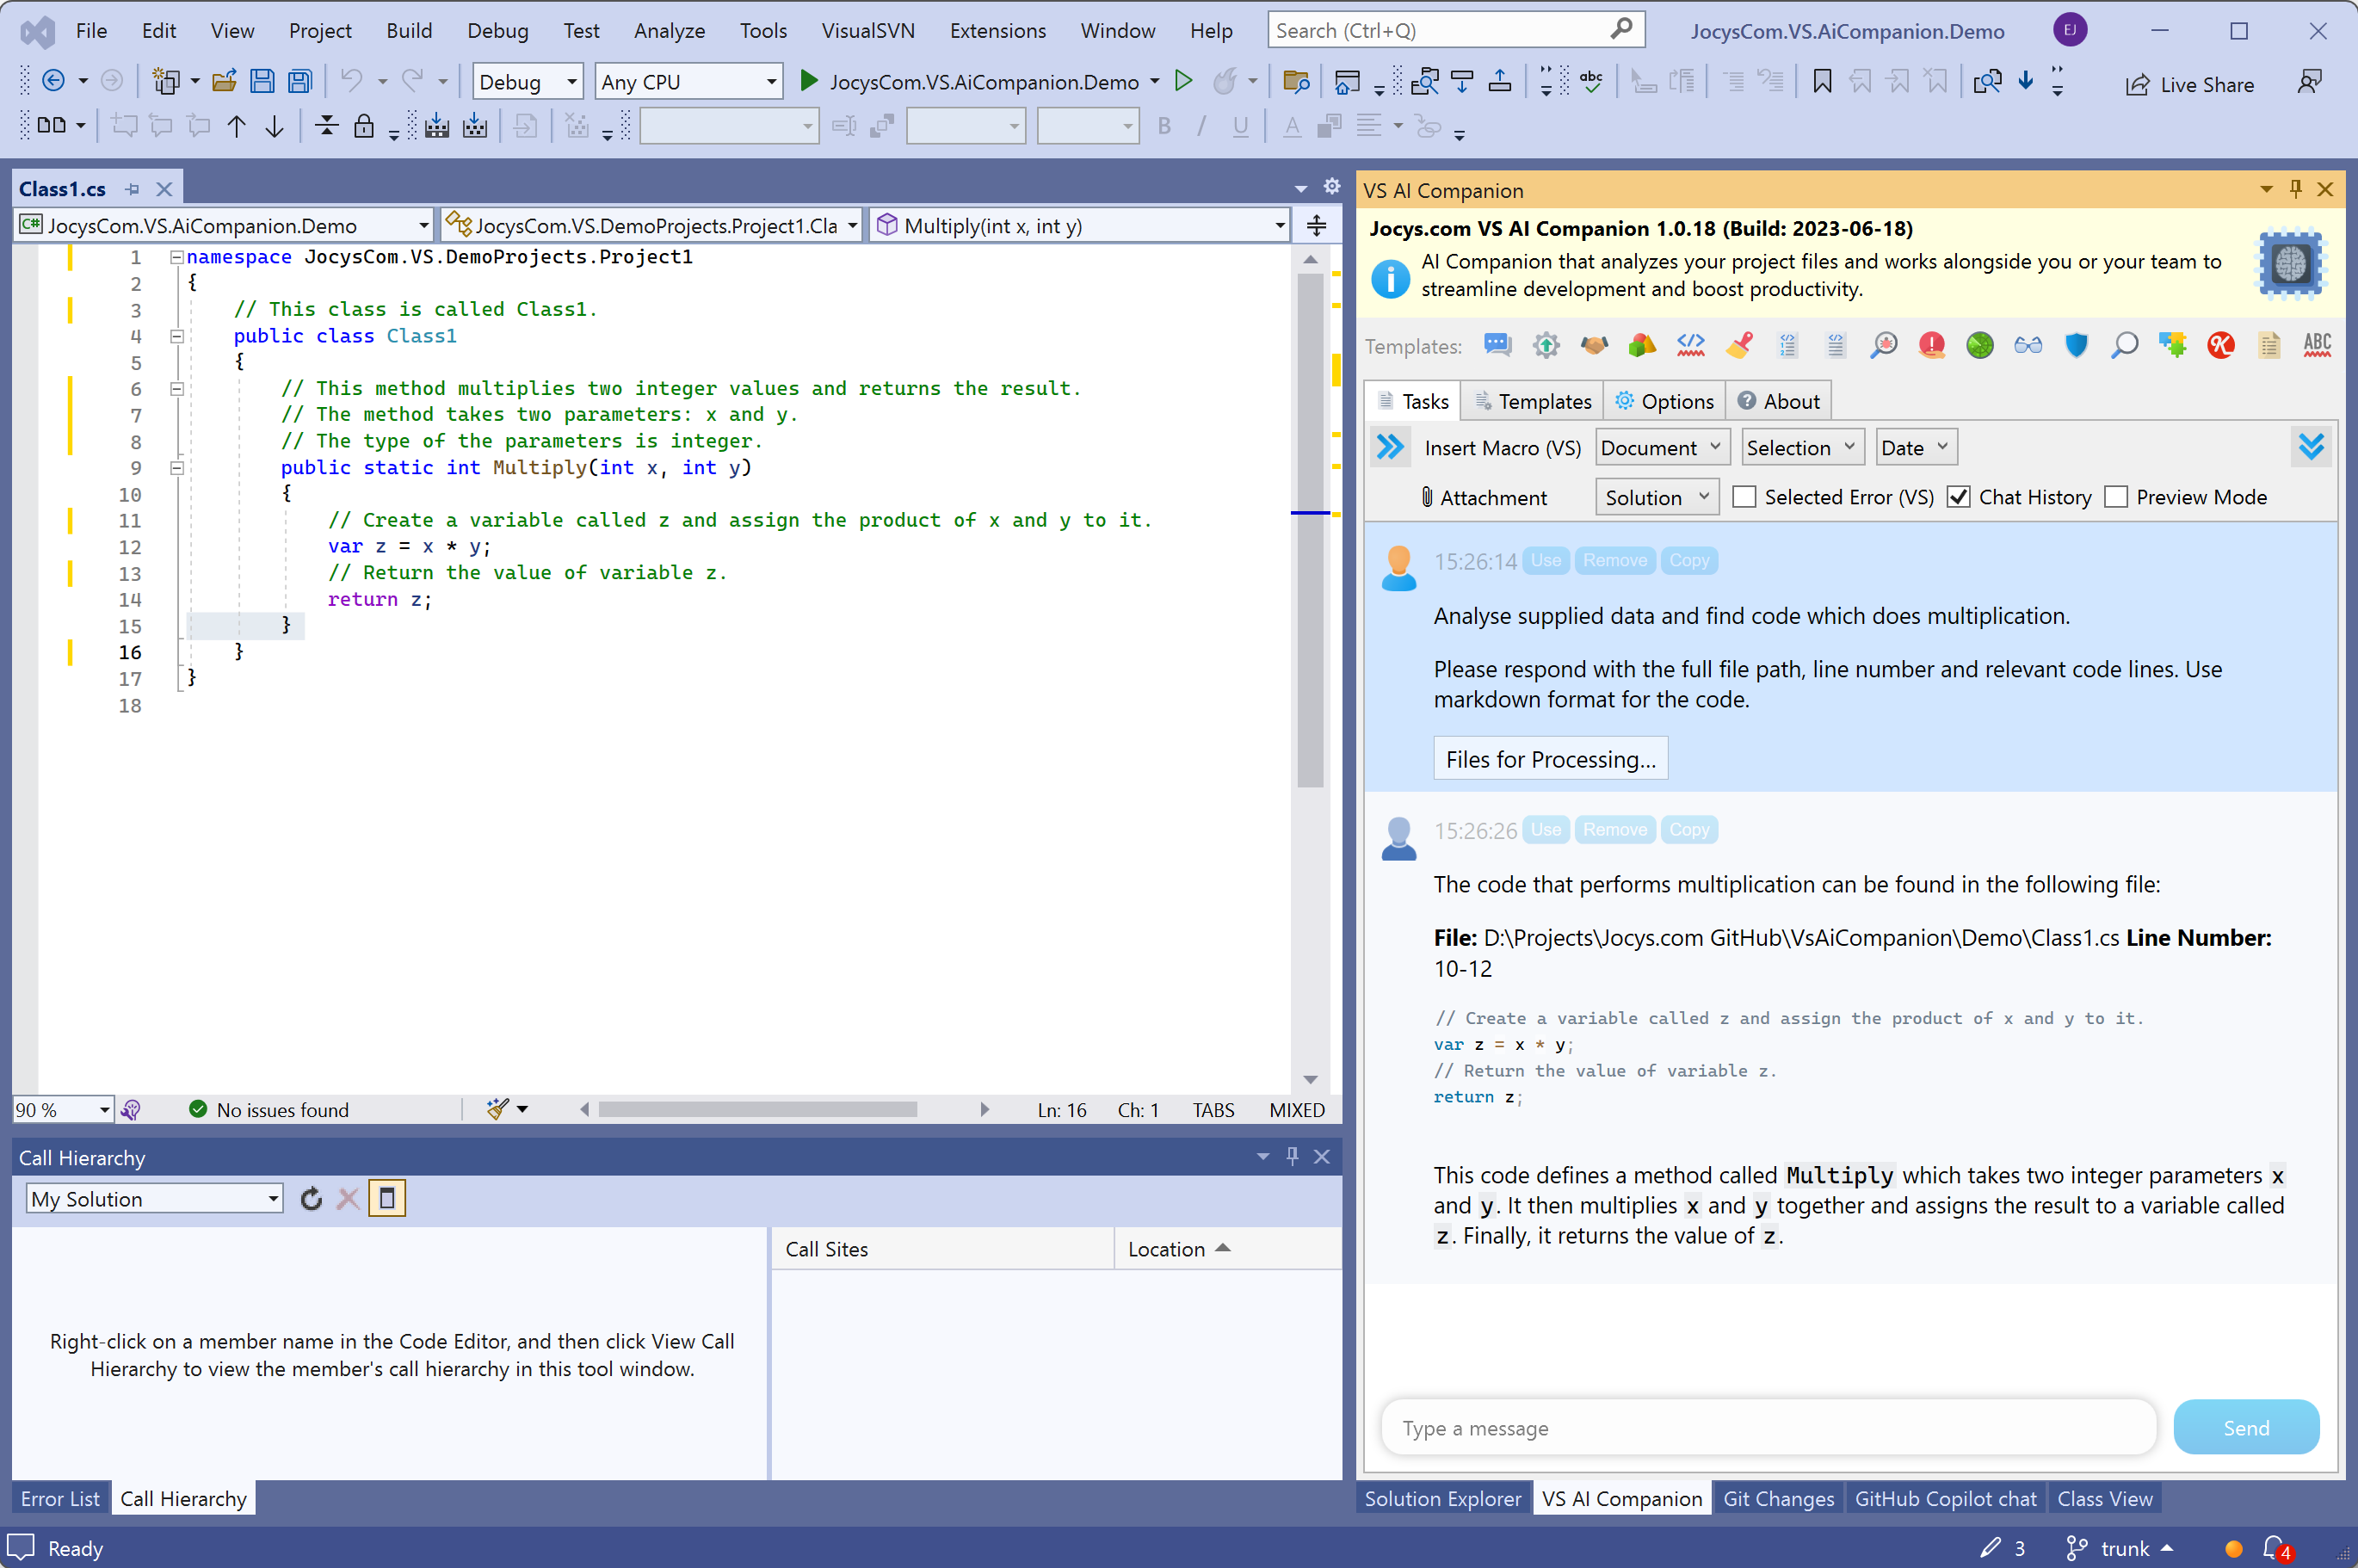 File Edit View Project Build Debug Test Analyze Tools VisualSVN Extensions Window Help Search (Ctrl+Q) JocysCom.VS.AiCompanion.Demo EJ
Debug Any CPU JocysCom.VS.AiCompanion.Demo abc Live Share
B I U A
Class1.cs
JocysCom.VS.AiCompanion.Demo JocysCom.VS.DemoProjects.Project1.Cla Multiply(int x, int y)
1 namespace JocysCom.VS.DemoProjects.Project1
2 {
3 // This class is called Class1.
4 public class Class1
5 {
6 // This method multiplies two integer values and returns the result.
7 // The method takes two parameters: x and y.
8 // The type of the parameters is integer.
9 public static int Multiply(int x, int y)
10 {
11 // Create a variable called z and assign the product of x and y to it.
12 var z = x * y;
13 // Return the value of variable z.
14 return z;
15 }
16 }
17 }
18
90 % No issues found Ln: 16 Ch: 1 TABS MIXED
Call Hierarchy
My Solution
Call Sites Location
Right-click on a member name in the Code Editor, and then click View Call
Hierarchy to view the member's call hierarchy in this tool window.
Error List Call Hierarchy
VS AI Companion
Jocys.com VS AI Companion 1.0.18 (Build: 2023-06-18)
AI Companion that analyzes your project files and works alongside you or your team to
streamline development and boost productivity.
Templates: ABC
Tasks Templates Options About
Insert Macro (VS) Document Selection Date
Attachment Solution Selected Error (VS) Chat History Preview Mode
15:26:14 Use Remove Copy
Analyse supplied data and find code which does multiplication.
Please respond with the full file path, line number and relevant code lines. Use
markdown format for the code.
Files for Processing...
15:26:26 Use Remove Copy
The code that performs multiplication can be found in the following file:
File: D:\Projects\Jocys.com GitHub\VsAiCompanion\Demo\Class1.cs Line Number:
10-12
// Create a variable called z and assign the product of x and y to it.
var z = x * y;
// Return the value of variable z.
return z;
This code defines a method called Multiply which takes two integer parameters x
and y. It then multiplies x and y together and assigns the result to a variable called
z. Finally, it returns the value of z.
Type a message Send
Solution Explorer VS AI Companion Git Changes GitHub Copilot chat Class View
Ready 3 trunk 4